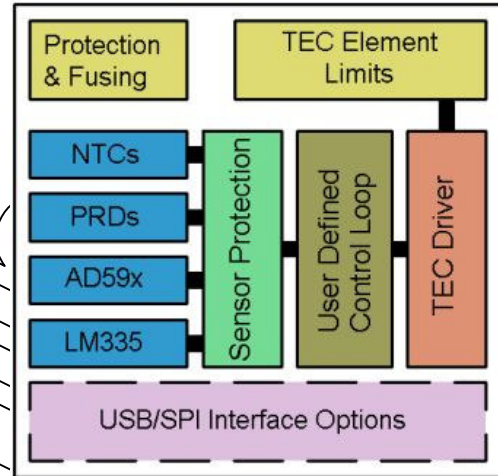 Protection
& Fusing
TEC Element
Limits
NTCs
PRDs
AD59x
LM335
Sensor Protection
User Defined
Control Loop
TEC Driver
USB/SPI Interface Options